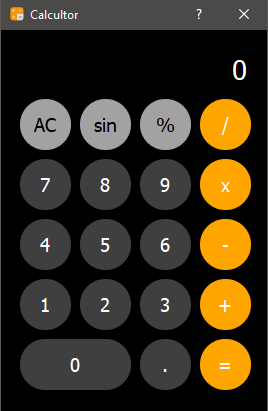 Calcultor ? ×
0
AC sin % /
7 8 9 x
4 5 6 -
1 2 3 +
0 . =